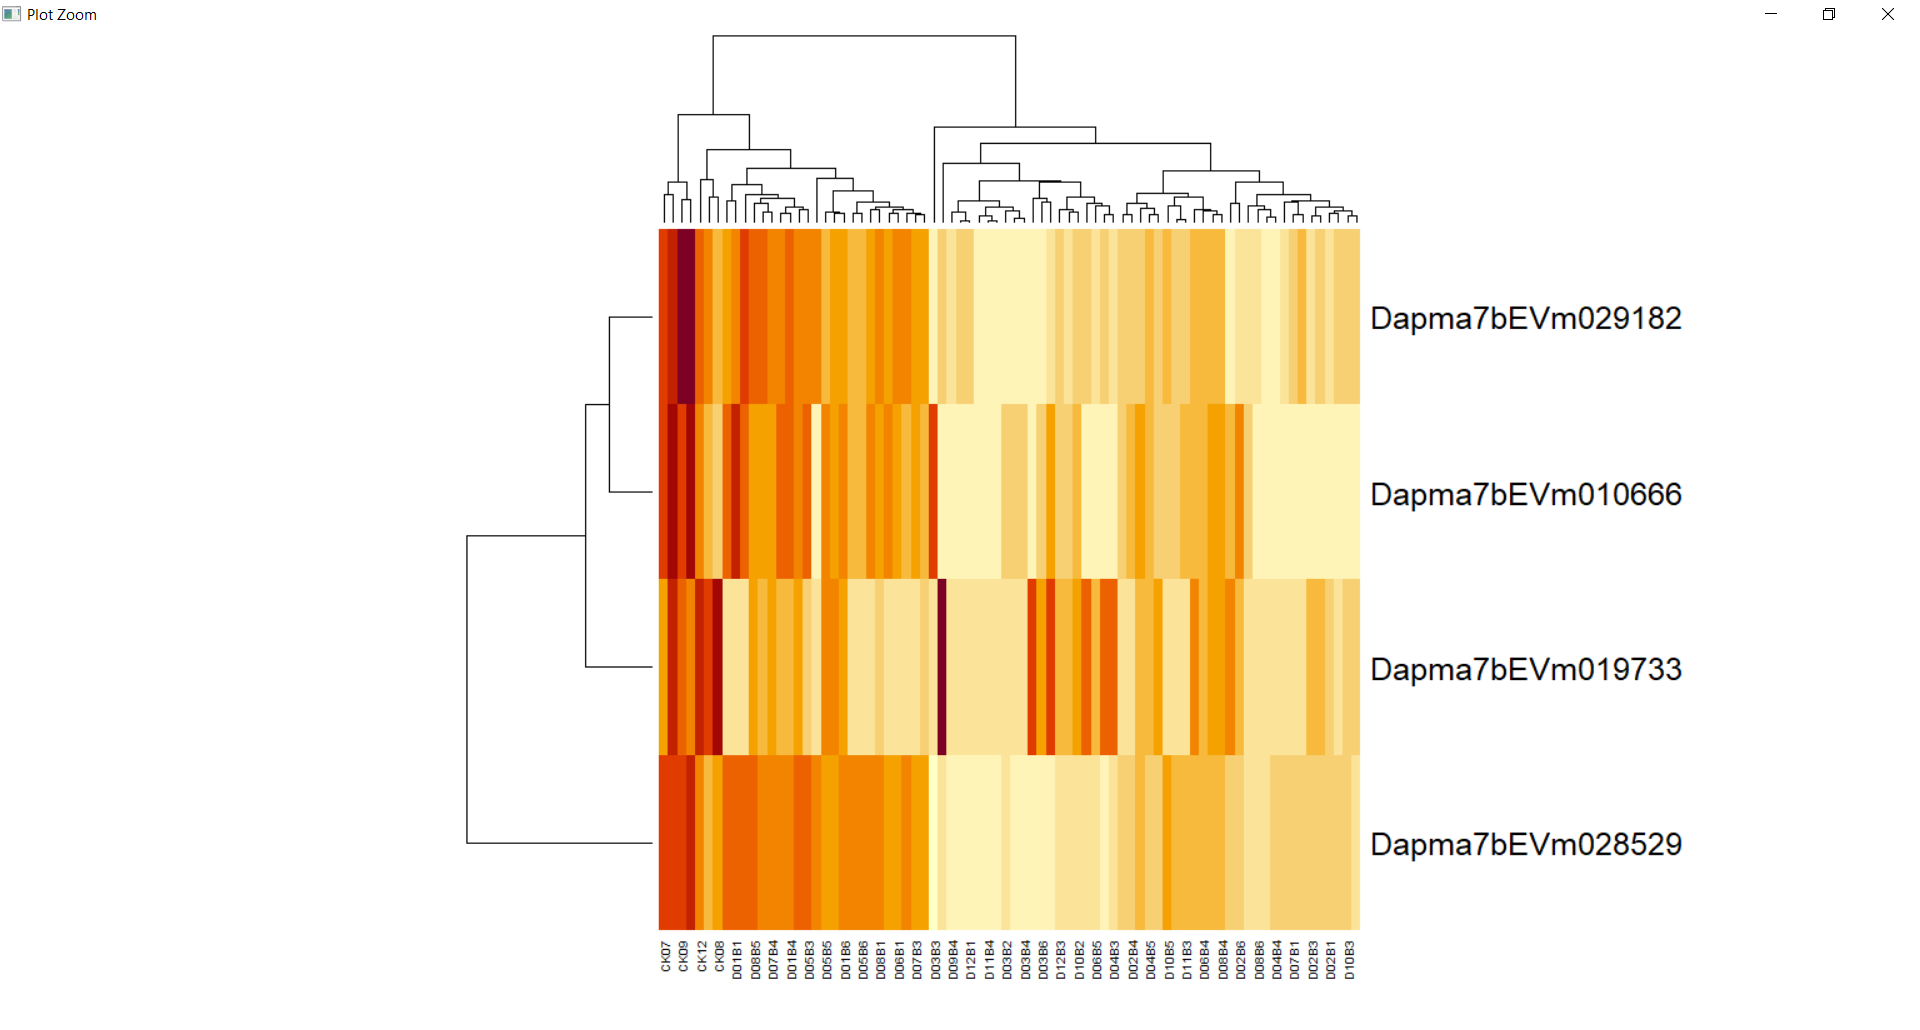 Plot Zoom
Dapma7bEVm029182
Dapma7bEVm010666
Dapma7bEVm019733
Dapma7bEVm028529
CK07
CK09
CK12
CK08
D01B1
D08B5
D07B4
D01B4
D05B3
D05B5
D01B6
D05B6
D08B1
D06B1
D07B3
D03B3
D09B4
D12B1
D11B4
D03B2
D03B4
D03B6
D12B3
D10B2
D06B5
D04B3
D02B4
D04B5
D10B5
D11B3
D06B4
D08B4
D02B6
D08B6
D04B4
D07B1
D02B3
D02B1
D10B3